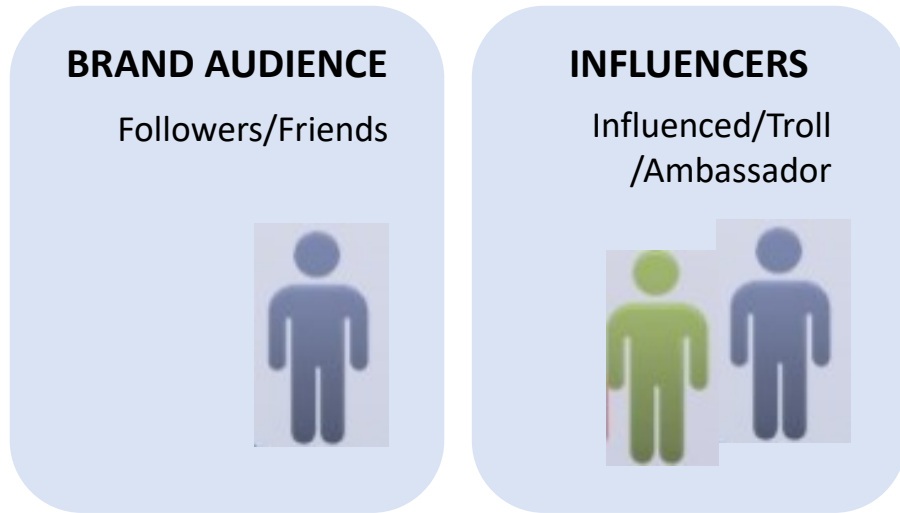 BRAND AUDIENCE
Followers/Friends
INFLUENCERS
Influenced/Troll
/Ambassador